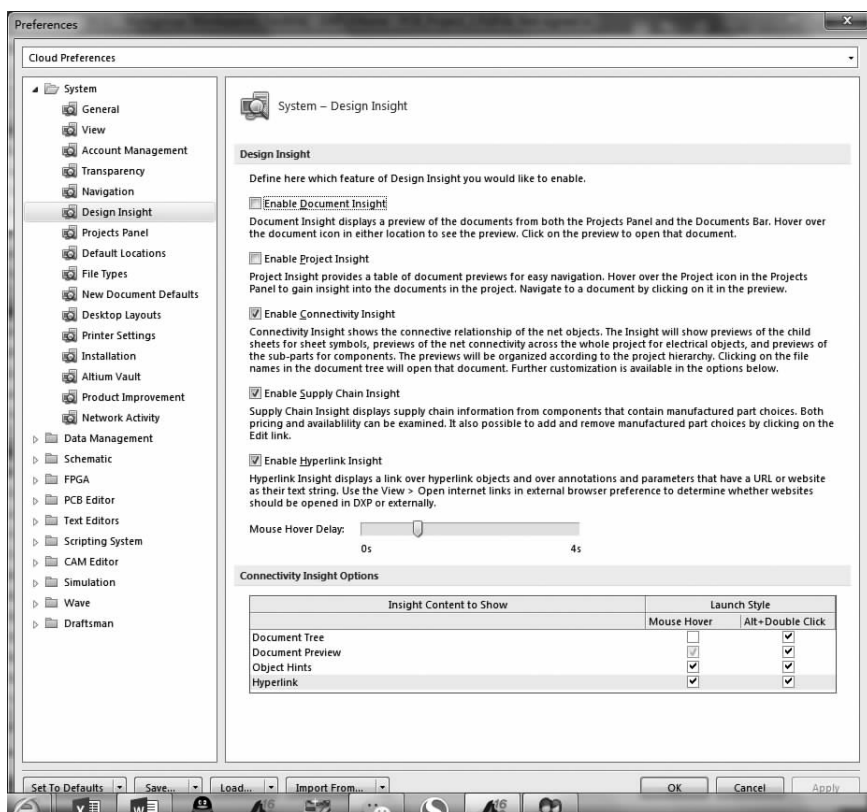 Preferences
Cloud Preferences
System
General
View
Account Management
Transparency
Navigation
Design Insight
Projects Panel
Default Locations
File Types
New Document Defaults
Desktop Layouts
Printer Settings
Installation
Altium Vault
Product Improvement
Network Activity
Data Management
Schematic
FPGA
PCB Editor
Text Editors
Scripting System
CAM Editor
Simulation
Wave
Draftsman
System – Design Insight
Design Insight
Define here which feature of Design Insight you would like to enable.
Enable Document Insight
Document Insight displays a preview of the documents from both the Projects Panel and the Documents Bar. Hover over
the document icon in either location to see the preview. Click on the preview to open that document.
Enable Project Insight
Project Insight provides a table of document previews for easy navigation. Hover over the Project icon in the Projects
Panel to gain insight into the documents in the project. Navigate to a document by clicking on it in the preview.
Enable Connectivity Insight
Connectivity Insight shows the connective relationship of the net objects. The Insight will show previews of the child
sheets for sheet symbols, previews of the net connectivity across the whole project for electrical objects, and previews of
the sub-parts for components. The previews will be organized according to the project hierarchy. Clicking on the file
names in the document tree will open that document. Further customization is available in the options below.
Enable Supply Chain Insight
Supply Chain Insight displays supply chain information from components that contain manufactured part choices. Both
pricing and availablility can be examined. It also possible to add and remove manufactured part choices by clicking on the
Edit link.
Enable Hyperlink Insight
Hyperlink Insight displays a link over hyperlink objects and over annotations and parameters that have a URL or website
as their text string. Use the View > Open internet links in external browser preference to determine whether websites
should be opened in DXP or externally.
Mouse Hover Delay:
0s 4s
Connectivity Insight Options
Insight Content to Show Launch Style
Mouse Hover Alt+Double Click
Document Tree
Document Preview
Object Hints
Hyperlink
Set To Defaults Save... Load... Import From... OK Cancel Apply